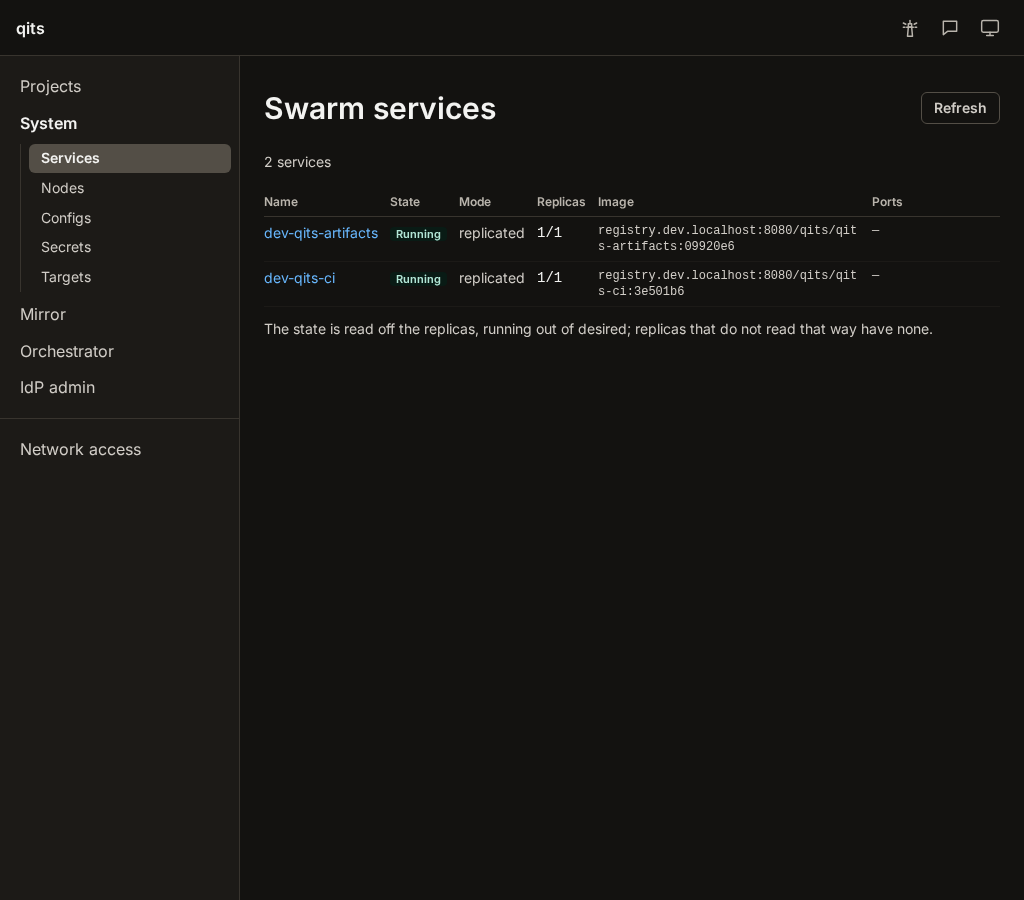 qits
Projects
System
Services
Nodes
Configs
Secrets
Targets
Mirror
Orchestrator
IdP admin
Network access
Swarm services
Refresh
2 services
Name State Mode Replicas Image Ports
dev-qits-artifacts Running replicated 1/1 registry.dev.localhost:8080/qits/qit —
s-artifacts:09920e6
dev-qits-ci Running replicated 1/1 registry.dev.localhost:8080/qits/qit —
s-ci:3e501b6
The state is read off the replicas, running out of desired; replicas that do not read that way have none.